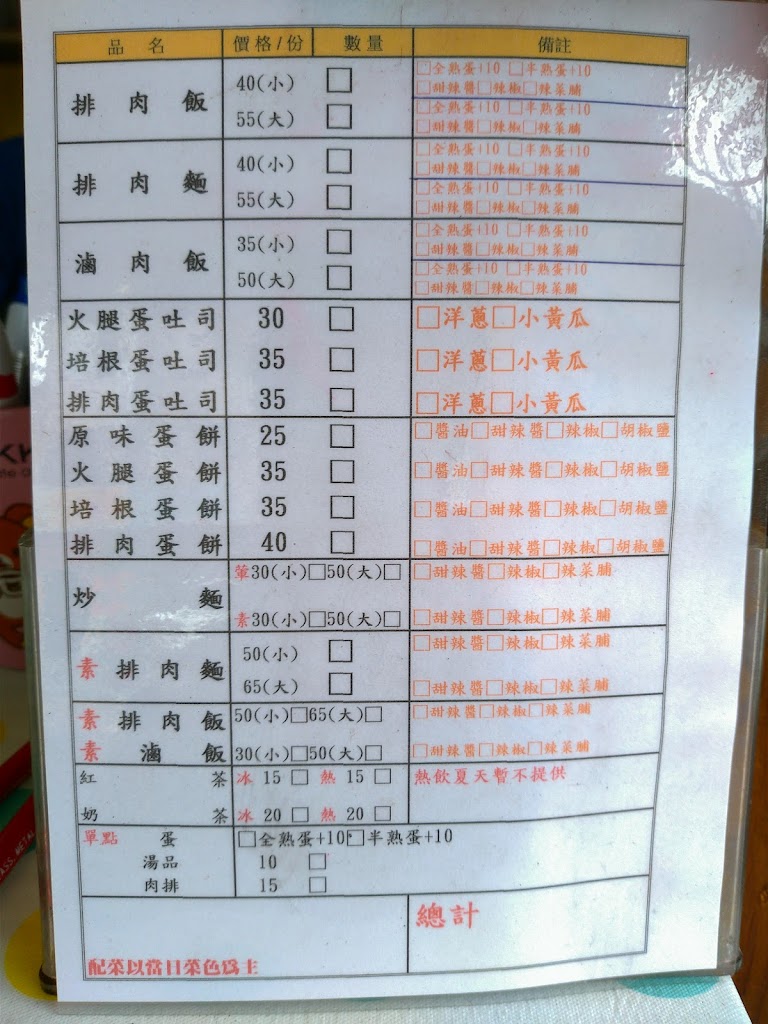 品名 價格/份 數量 備註
排肉飯 40(小) □ □全熟蛋+10 □半熟蛋+10
□甜辣醬□辣椒□辣菜脯
55(大) □ □全熟蛋+10 □半熟蛋+10
□甜辣醬□辣椒□辣菜脯
排肉麵 40(小) □ □全熟蛋+10 □半熟蛋+10
□甜辣醬□辣椒□辣菜脯
55(大) □ □全熟蛋+10 □半熟蛋+10
□甜辣醬□辣椒□辣菜脯
滷肉飯 35(小) □ □全熟蛋+10 □半熟蛋+10
□甜辣醬□辣椒□辣菜脯
50(大) □ □全熟蛋+10 □半熟蛋+10
□甜辣醬□辣椒□辣菜脯
火腿蛋吐司 30 □ □洋蔥□小黃瓜
培根蛋吐司 35 □ □洋蔥□小黃瓜
排肉蛋吐司 35 □ □洋蔥□小黃瓜
原味蛋餅 25 □ □醬油□甜辣醬□辣椒□胡椒鹽
火腿蛋餅 35 □ □醬油□甜辣醬□辣椒□胡椒鹽
培根蛋餅 35 □ □醬油□甜辣醬□辣椒□胡椒鹽
排肉蛋餅 40 □ □醬油□甜辣醬□辣椒□胡椒鹽
炒麵 葷30(小)□50(大)□ □甜辣醬□辣椒□辣菜脯
素30(小)□50(大)□ □甜辣醬□辣椒□辣菜脯
素排肉麵 50(小) □ □甜辣醬□辣椒□辣菜脯
65(大) □ □甜辣醬□辣椒□辣菜脯
素排肉飯 50(小)□65(大)□ □甜辣醬□辣椒□辣菜脯
素滷飯 30(小)□50(大)□ □甜辣醬□辣椒□辣菜脯
紅茶 冰 15 □ 熱 15 □ 熱飲夏天暫不提供
奶茶 冰 20 □ 熱 20 □
單點 蛋 □全熟蛋+10□半熟蛋+10
湯品 10 □
肉排 15 □
總計
配菜以當日菜色為主